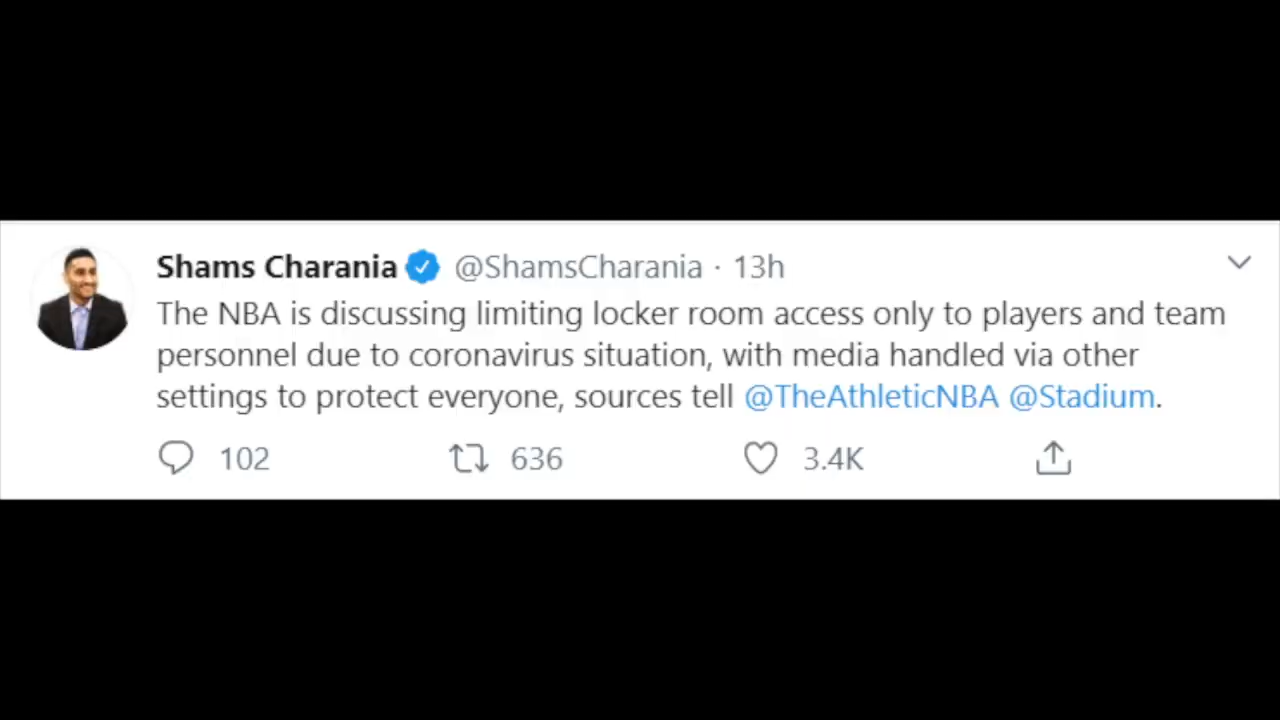 Shams Charania @ShamsCharania · 13h
The NBA is discussing limiting locker room access only to players and team
personnel due to coronavirus situation, with media handled via other
settings to protect everyone, sources tell @TheAthleticNBA @Stadium.
102 636 3.4K